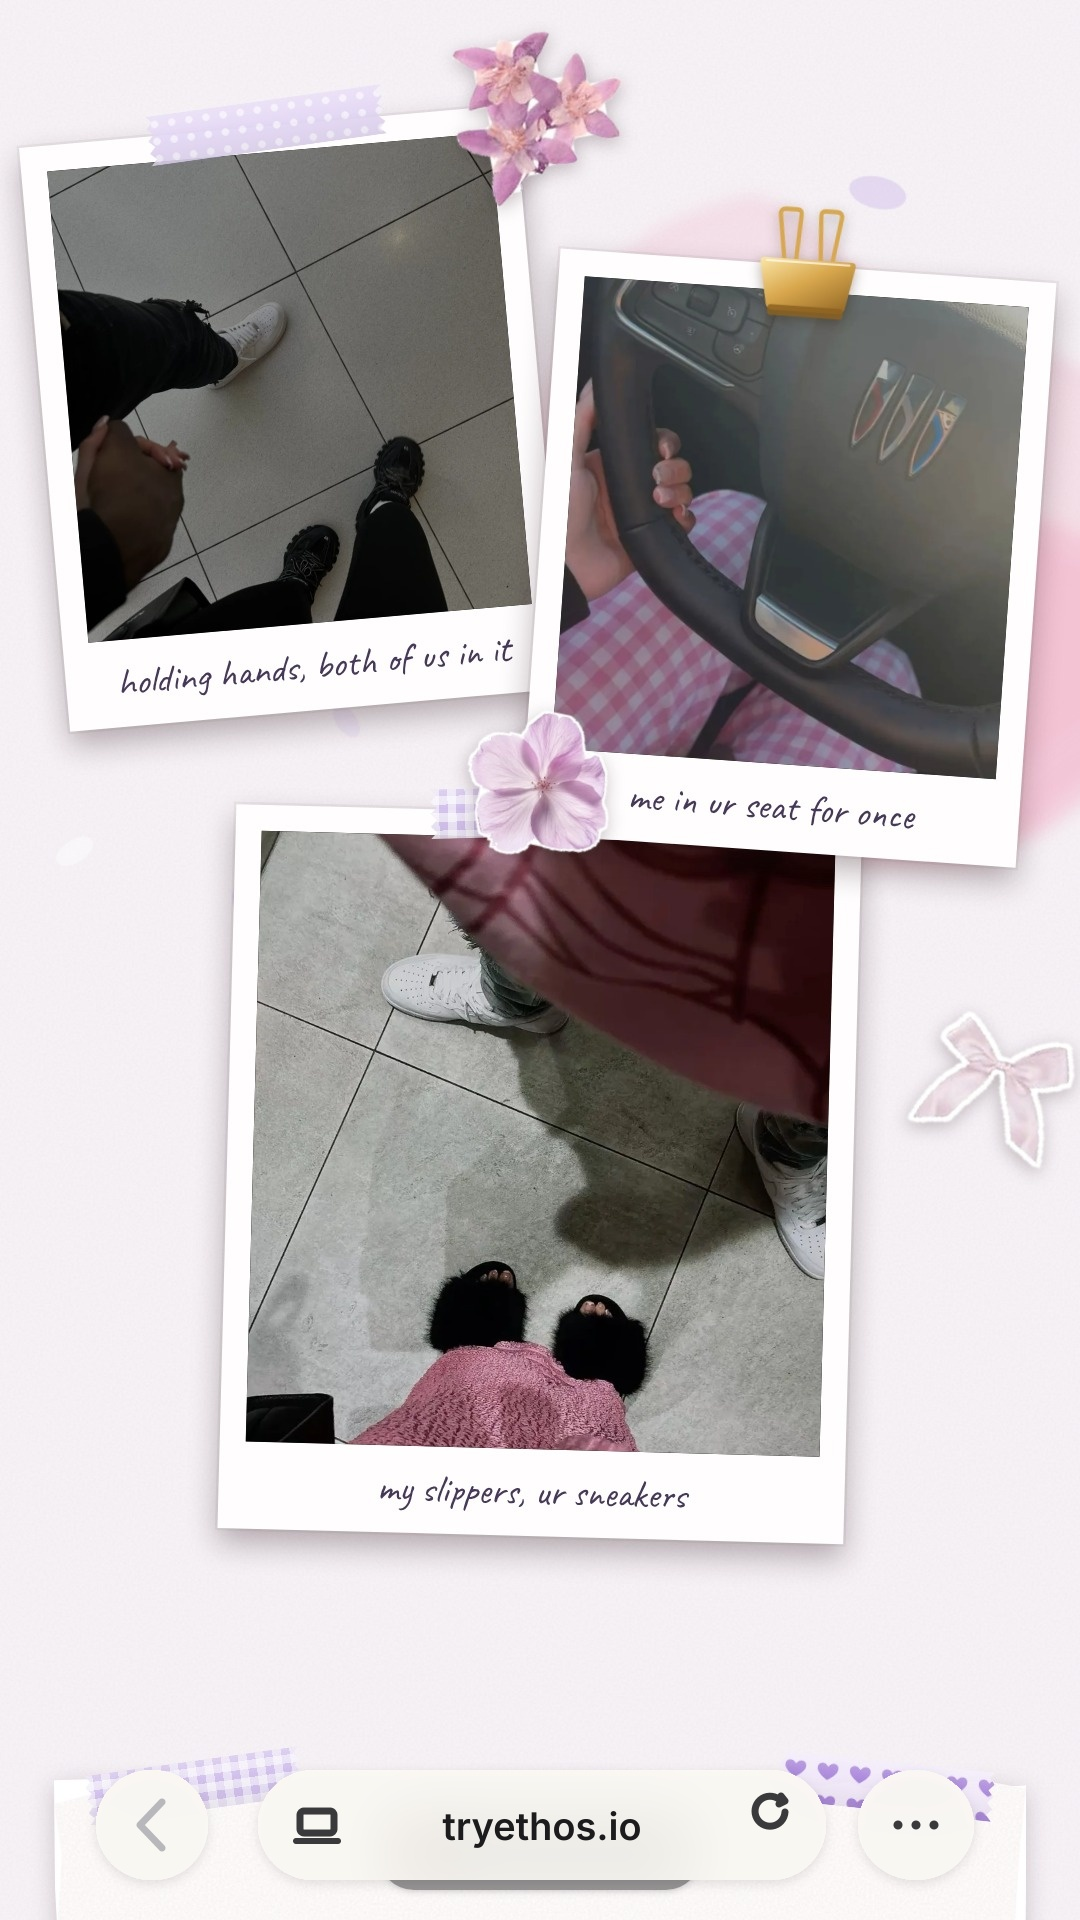 holding hands, both of us in it
me in ur seat for once
my slippers, ur sneakers
tryethos.io